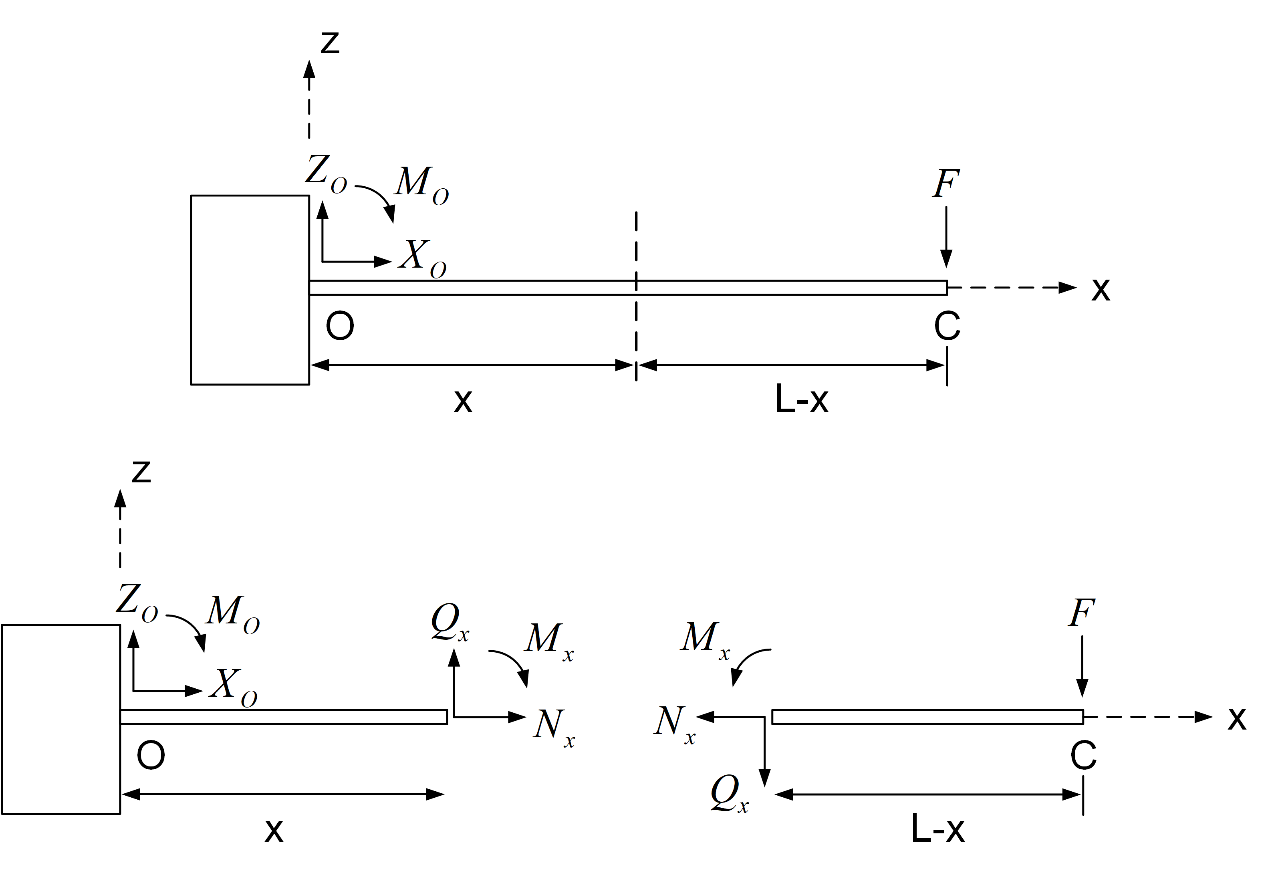 z
Z_O M_O
F
X_O
x
O C
x L-x
z
Z_O M_O
Q_x M_x
M_x
F
X_O
N_x
N_x
x
O
C
Q_x
x
L-x